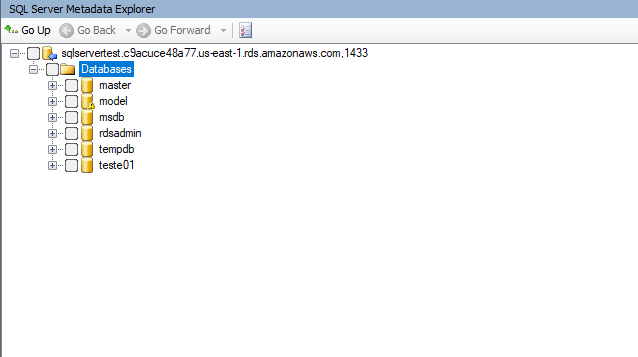 SQL Server Metadata Explorer
Go Up Go Back Go Forward
sqlservertest.c9acuce48a77.us-east-1.rds.amazonaws.com,1433
Databases
master
model
msdb
rdsadmin
tempdb
teste01